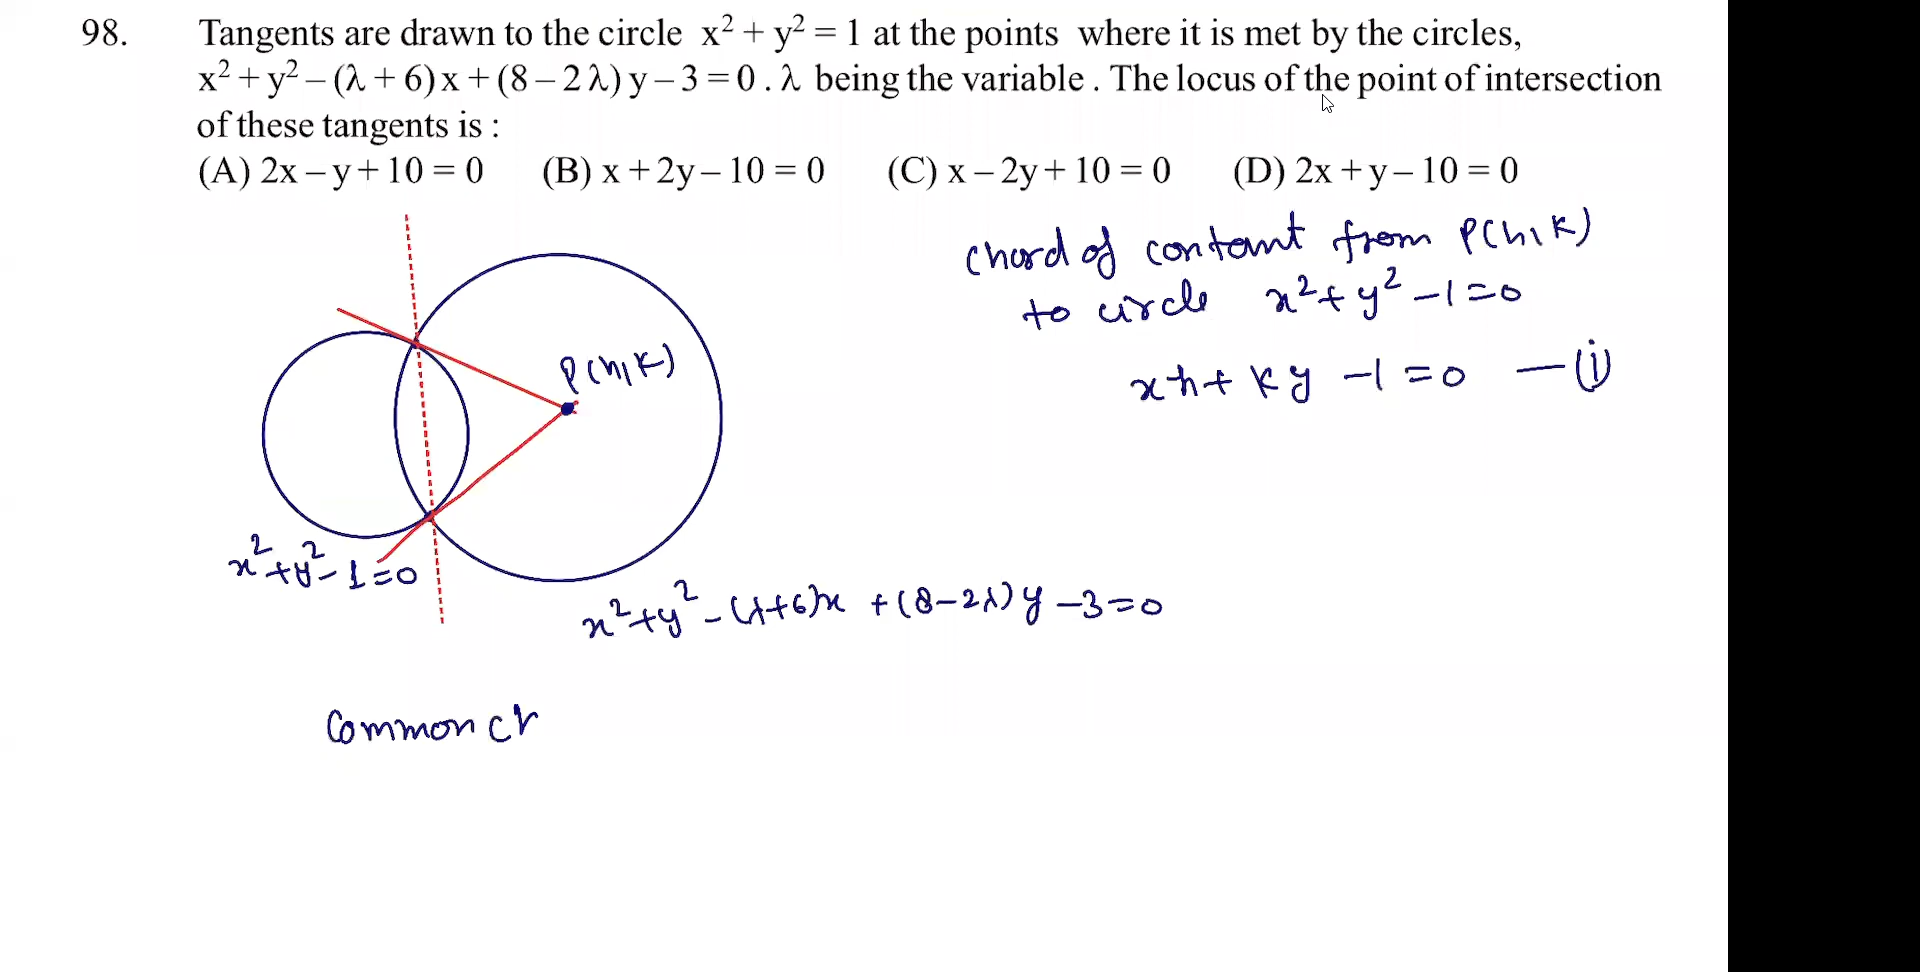 98. Tangents are drawn to the circle x² + y² = 1 at the points where it is met by the circles,
x² + y² – (λ + 6) x + (8 – 2 λ) y – 3 = 0 . λ being the variable . The locus of the point of intersection
of these tangents is :
(A) 2x – y + 10 = 0 (B) x + 2y – 10 = 0 (C) x – 2y + 10 = 0 (D) 2x + y – 10 = 0
chord of contant from P(h,k)
to circle x² + y² – 1 = 0
xh + ky – 1 = 0 — (i)
P(h,k)
x² + y² – 1 = 0
x² + y² – (λ+6)x + (8–2λ) y – 3 = 0
Common ch